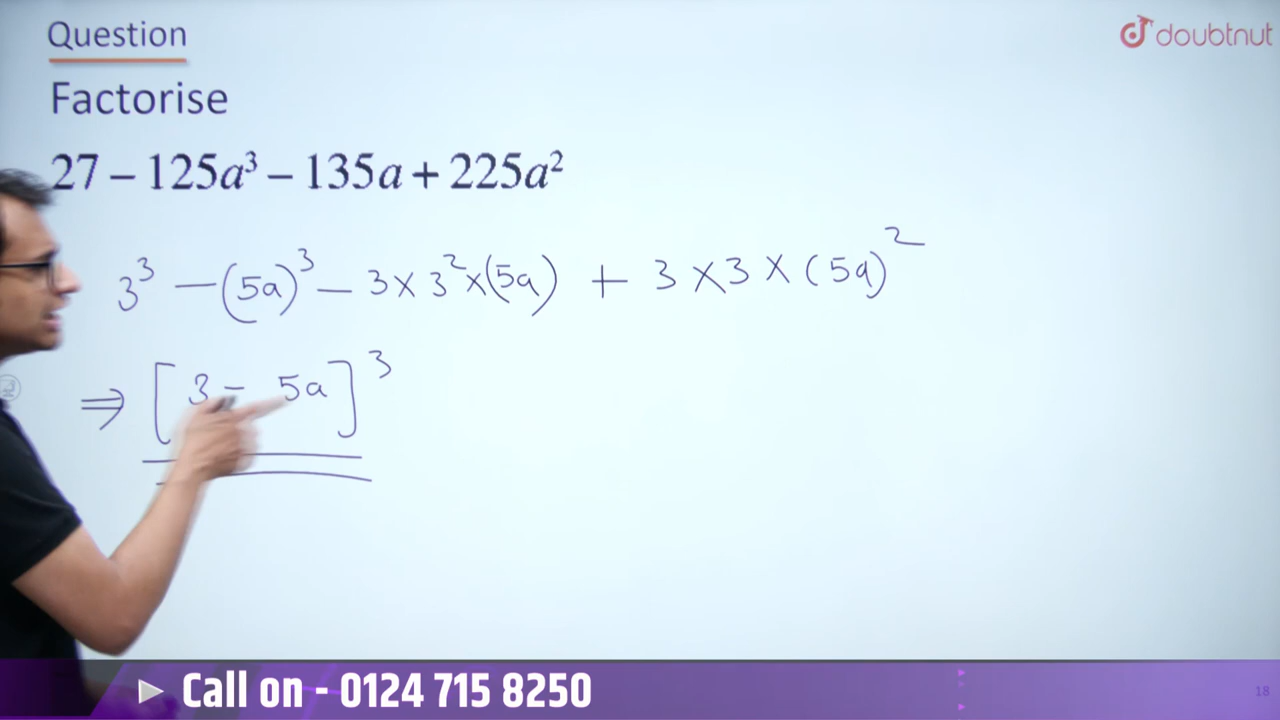 Question
doubtnut
Factorise
27 – 125a³ – 135a + 225a²
3³ – (5a)³ – 3 × 3² × (5a) + 3 × 3 × (5a)²
⇒ [3 – 5a]³
Call on - 0124 715 8250
18